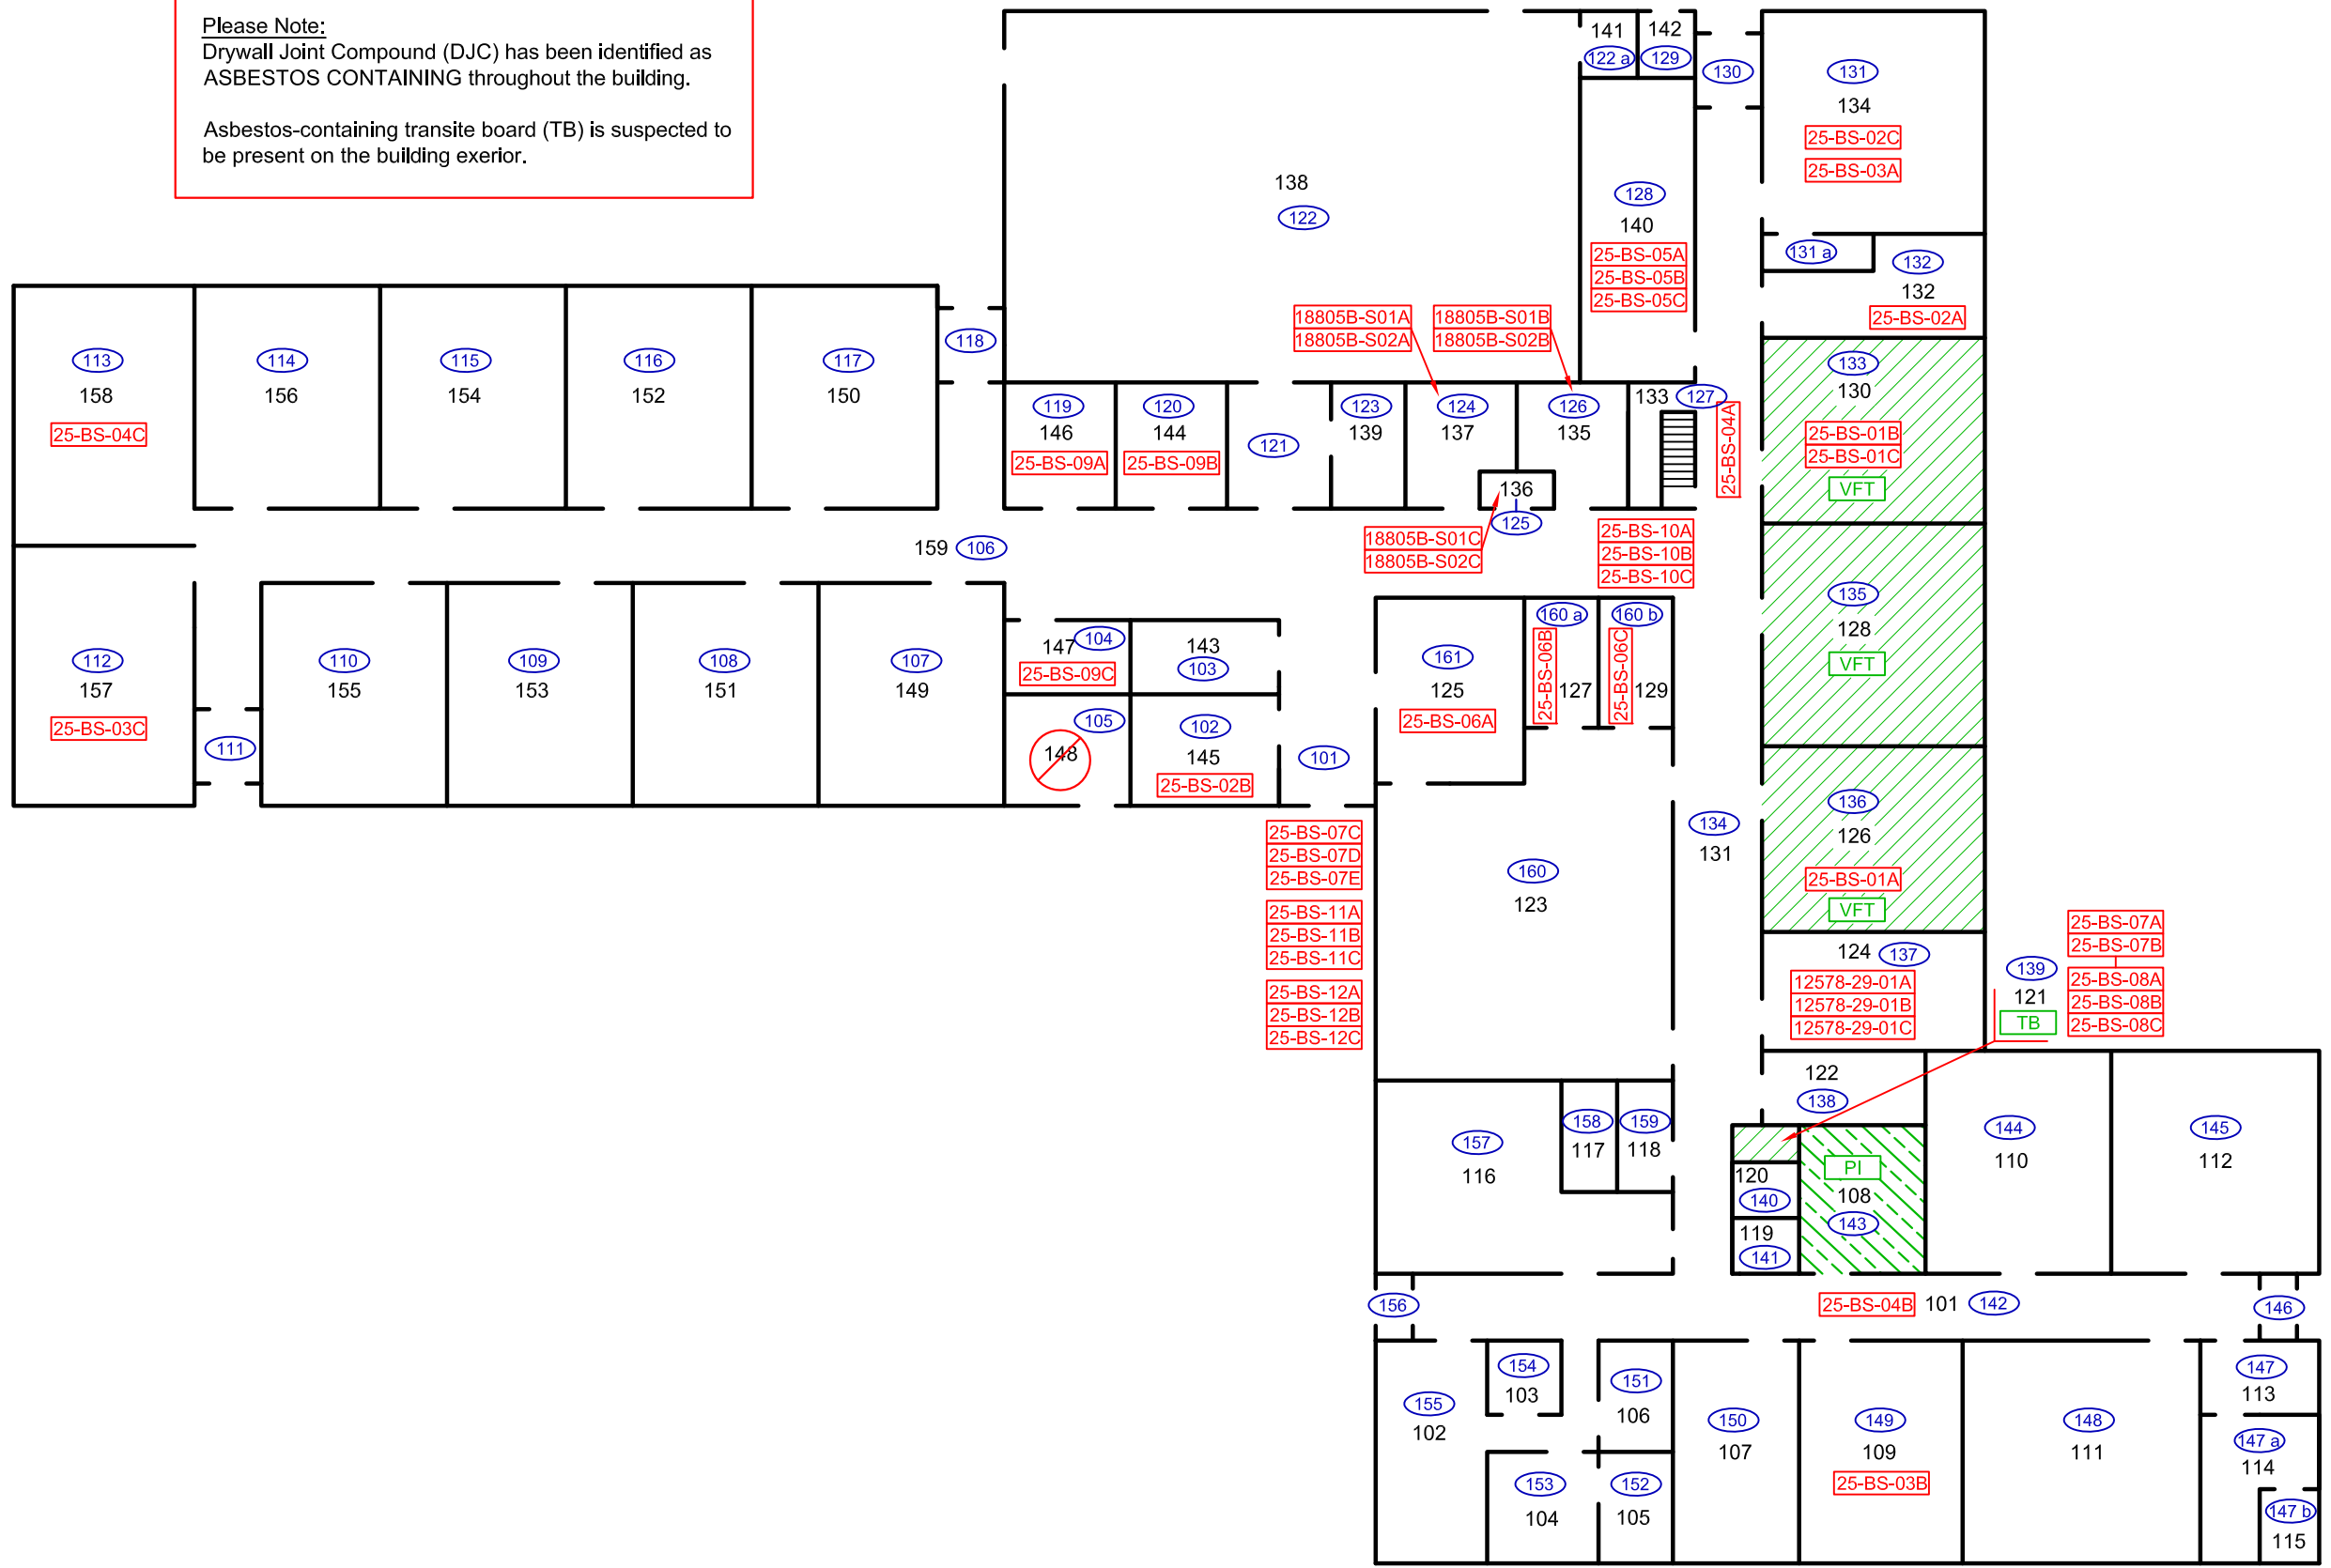 Please Note:
Drywall Joint Compound (DJC) has been identified as
ASBESTOS CONTAINING throughout the building.
Asbestos-containing transite board (TB) is suspected to
be present on the building exerior.
141
122 a
142
129
130
131
134
25-BS-02C
25-BS-03A
138
122
128
140
25-BS-05A
25-BS-05B
25-BS-05C
131 a
132
132
25-BS-02A
113
158
25-BS-04C
114
156
115
154
116
152
117
150
118
18805B-S01A
18805B-S02A
18805B-S01B
18805B-S02B
119
146
25-BS-09A
120
144
25-BS-09B
121
123
139
124
137
126
135
133
127
25-BS-04A
136
125
18805B-S01C
18805B-S02C
25-BS-10A
25-BS-10B
25-BS-10C
133
130
25-BS-01B
25-BS-01C
VFT
159
106
135
128
VFT
112
157
25-BS-03C
111
110
155
109
153
108
151
107
149
104
147
25-BS-09C
143
103
105
148
102
145
25-BS-02B
101
161
125
25-BS-06A
160 a
25-BS-06B
127
160 b
25-BS-06C
129
136
126
25-BS-01A
VFT
134
131
160
123
25-BS-07C
25-BS-07D
25-BS-07E
25-BS-11A
25-BS-11B
25-BS-11C
25-BS-12A
25-BS-12B
25-BS-12C
124
137
12578-29-01A
12578-29-01B
12578-29-01C
139
121
TB
25-BS-07A
25-BS-07B
25-BS-08A
25-BS-08B
25-BS-08C
122
138
157
116
158
117
159
118
120
140
119
141
PI
108
143
144
110
145
112
156
25-BS-04B
101
142
146
155
102
154
103
151
106
153
104
152
105
150
107
149
109
25-BS-03B
148
111
147
113
147 a
114
147 b
115